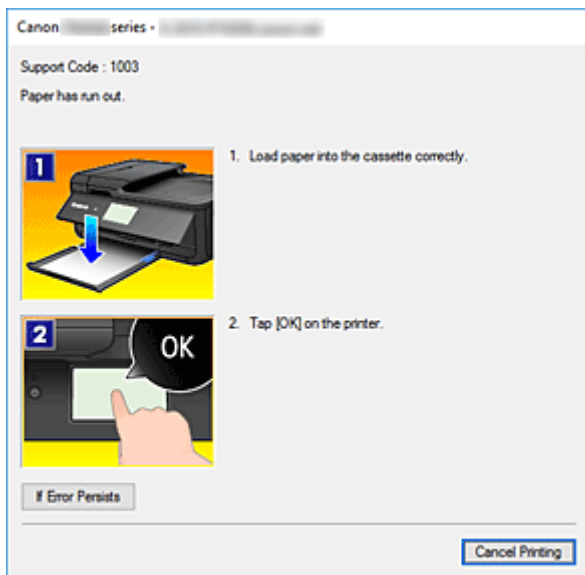 Canon series -
Support Code : 1003
Paper has run out.
1
1. Load paper into the cassette correctly.
Canon
2
OK
2. Tap [OK] on the printer.
If Error Persists
Cancel Printing